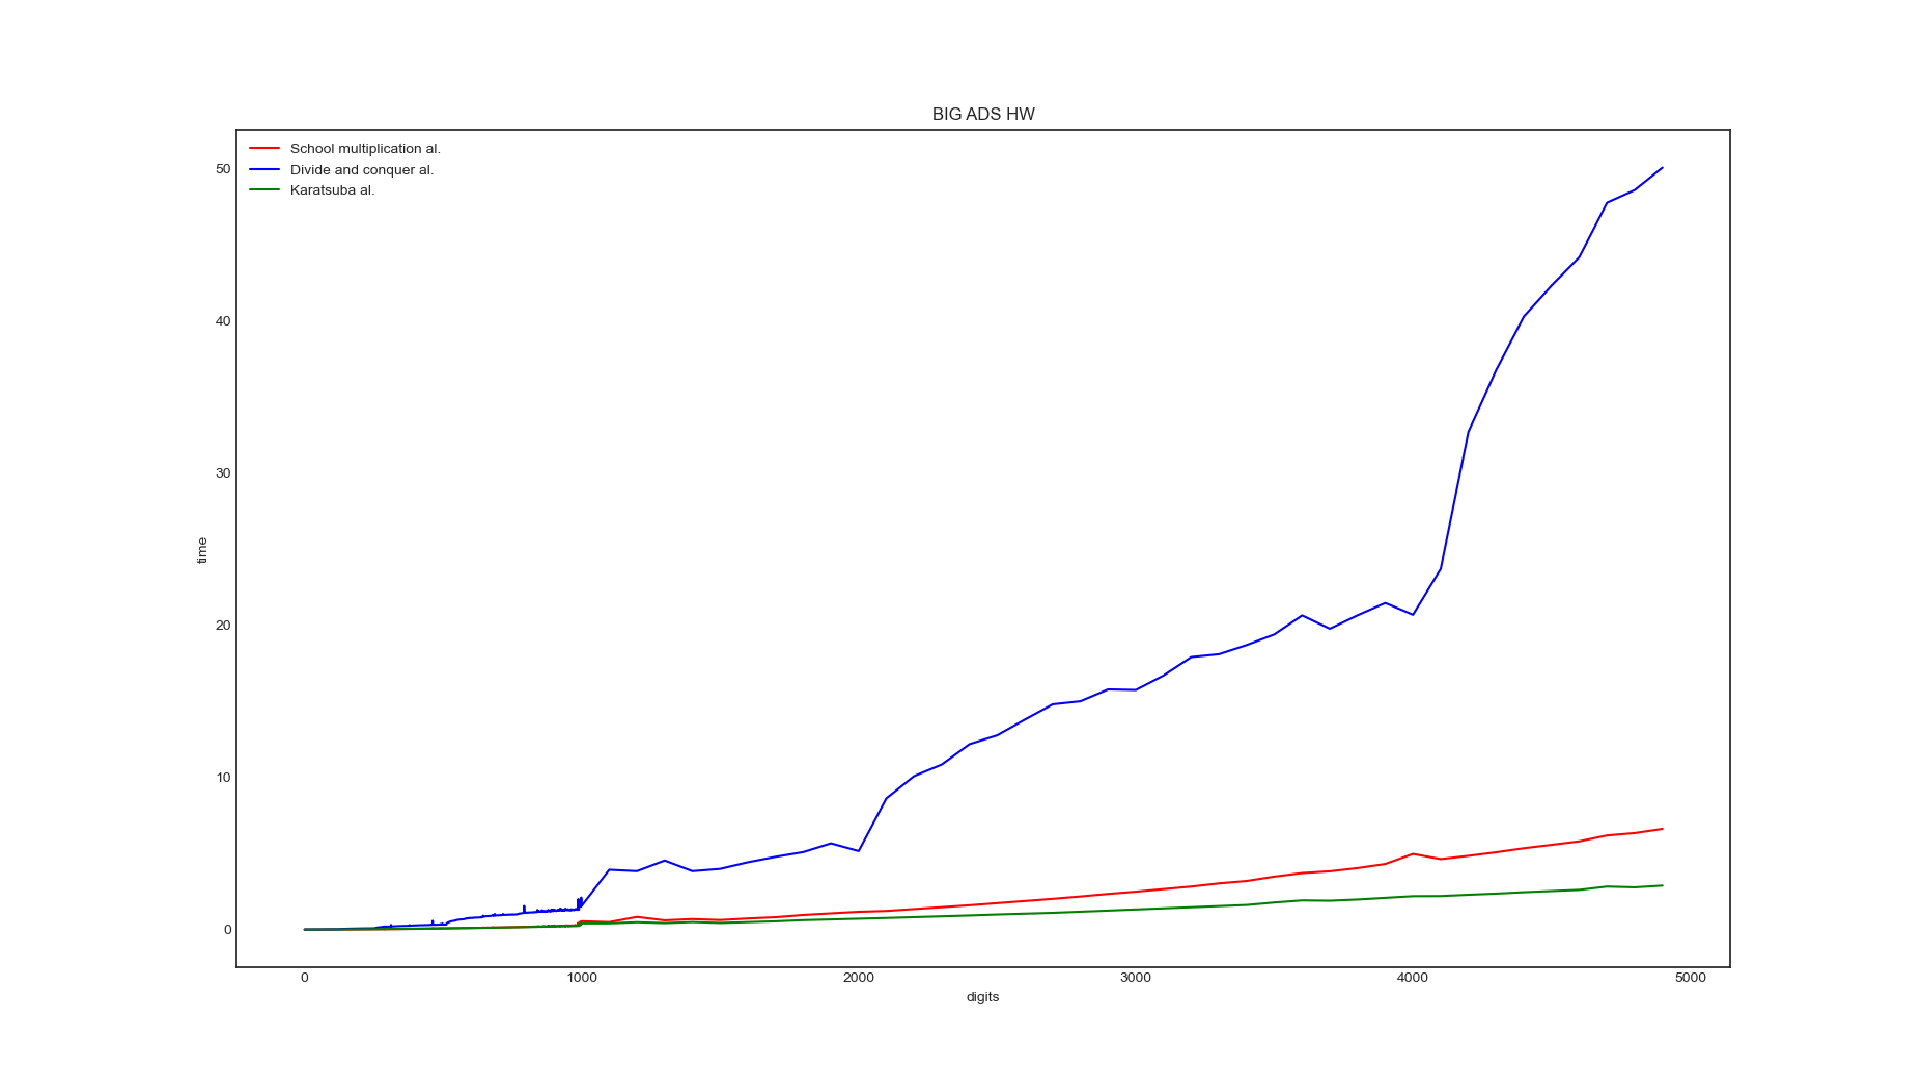 BIG ADS HW
School multiplication al.
Divide and conquer al.
Karatsuba al.
50
40
30
20
10
0
time
0 1000 2000 3000 4000 5000
digits